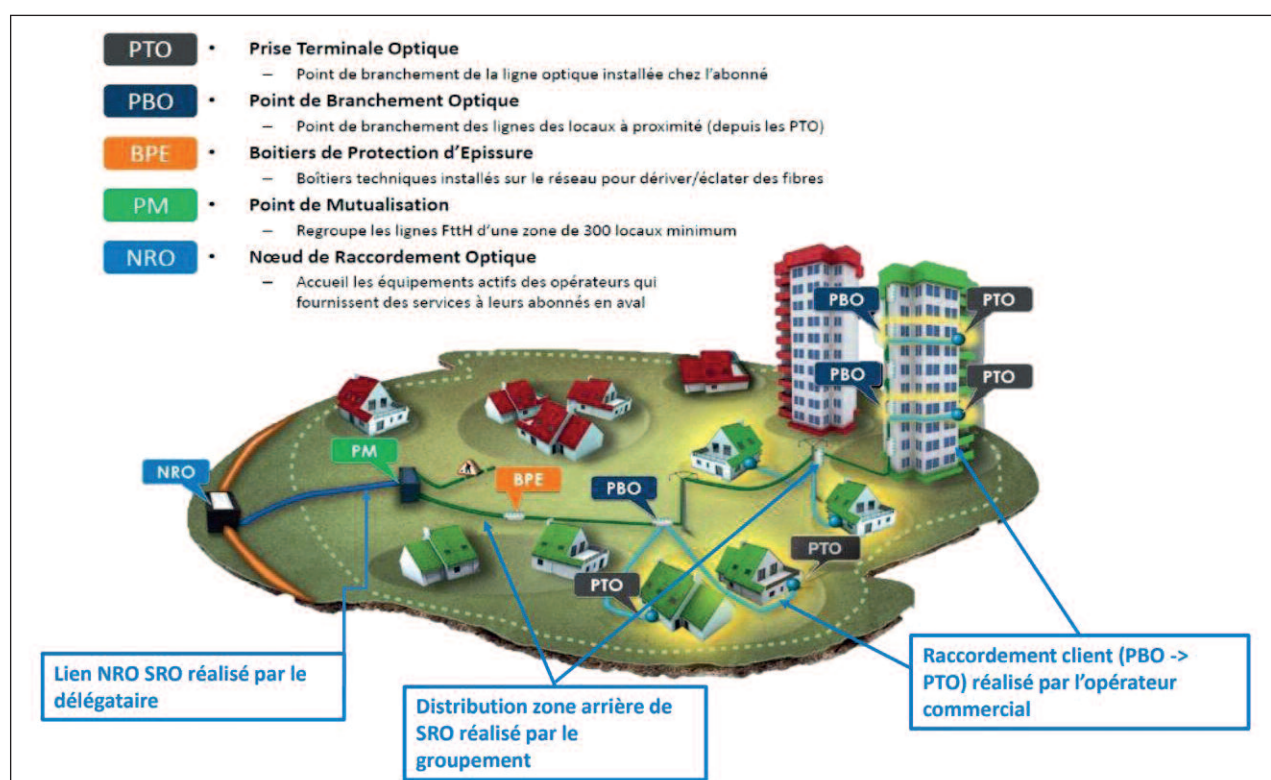 PTO • Prise Terminale Optique
– Point de branchement de la ligne optique installée chez l'abonné
PBO • Point de Branchement Optique
– Point de branchement des lignes des locaux à proximité (depuis les PTO)
BPE • Boitiers de Protection d'Epissure
– Boîtiers techniques installés sur le réseau pour dériver/éclater des fibres
PM • Point de Mutualisation
– Regroupe les lignes FttH d'une zone de 300 locaux minimum
NRO • Nœud de Raccordement Optique
– Accueil les équipements actifs des opérateurs qui
fournissent des services à leurs abonnés en aval
PBO
PTO
PBO
PTO
PM
NRO
BPE
PBO
PTO
PTO
Lien NRO SRO réalisé par le
délégataire
Distribution zone arrière de
SRO réalisé par le
groupement
Raccordement client (PBO ->
PTO) réalisé par l'opérateur
commercial